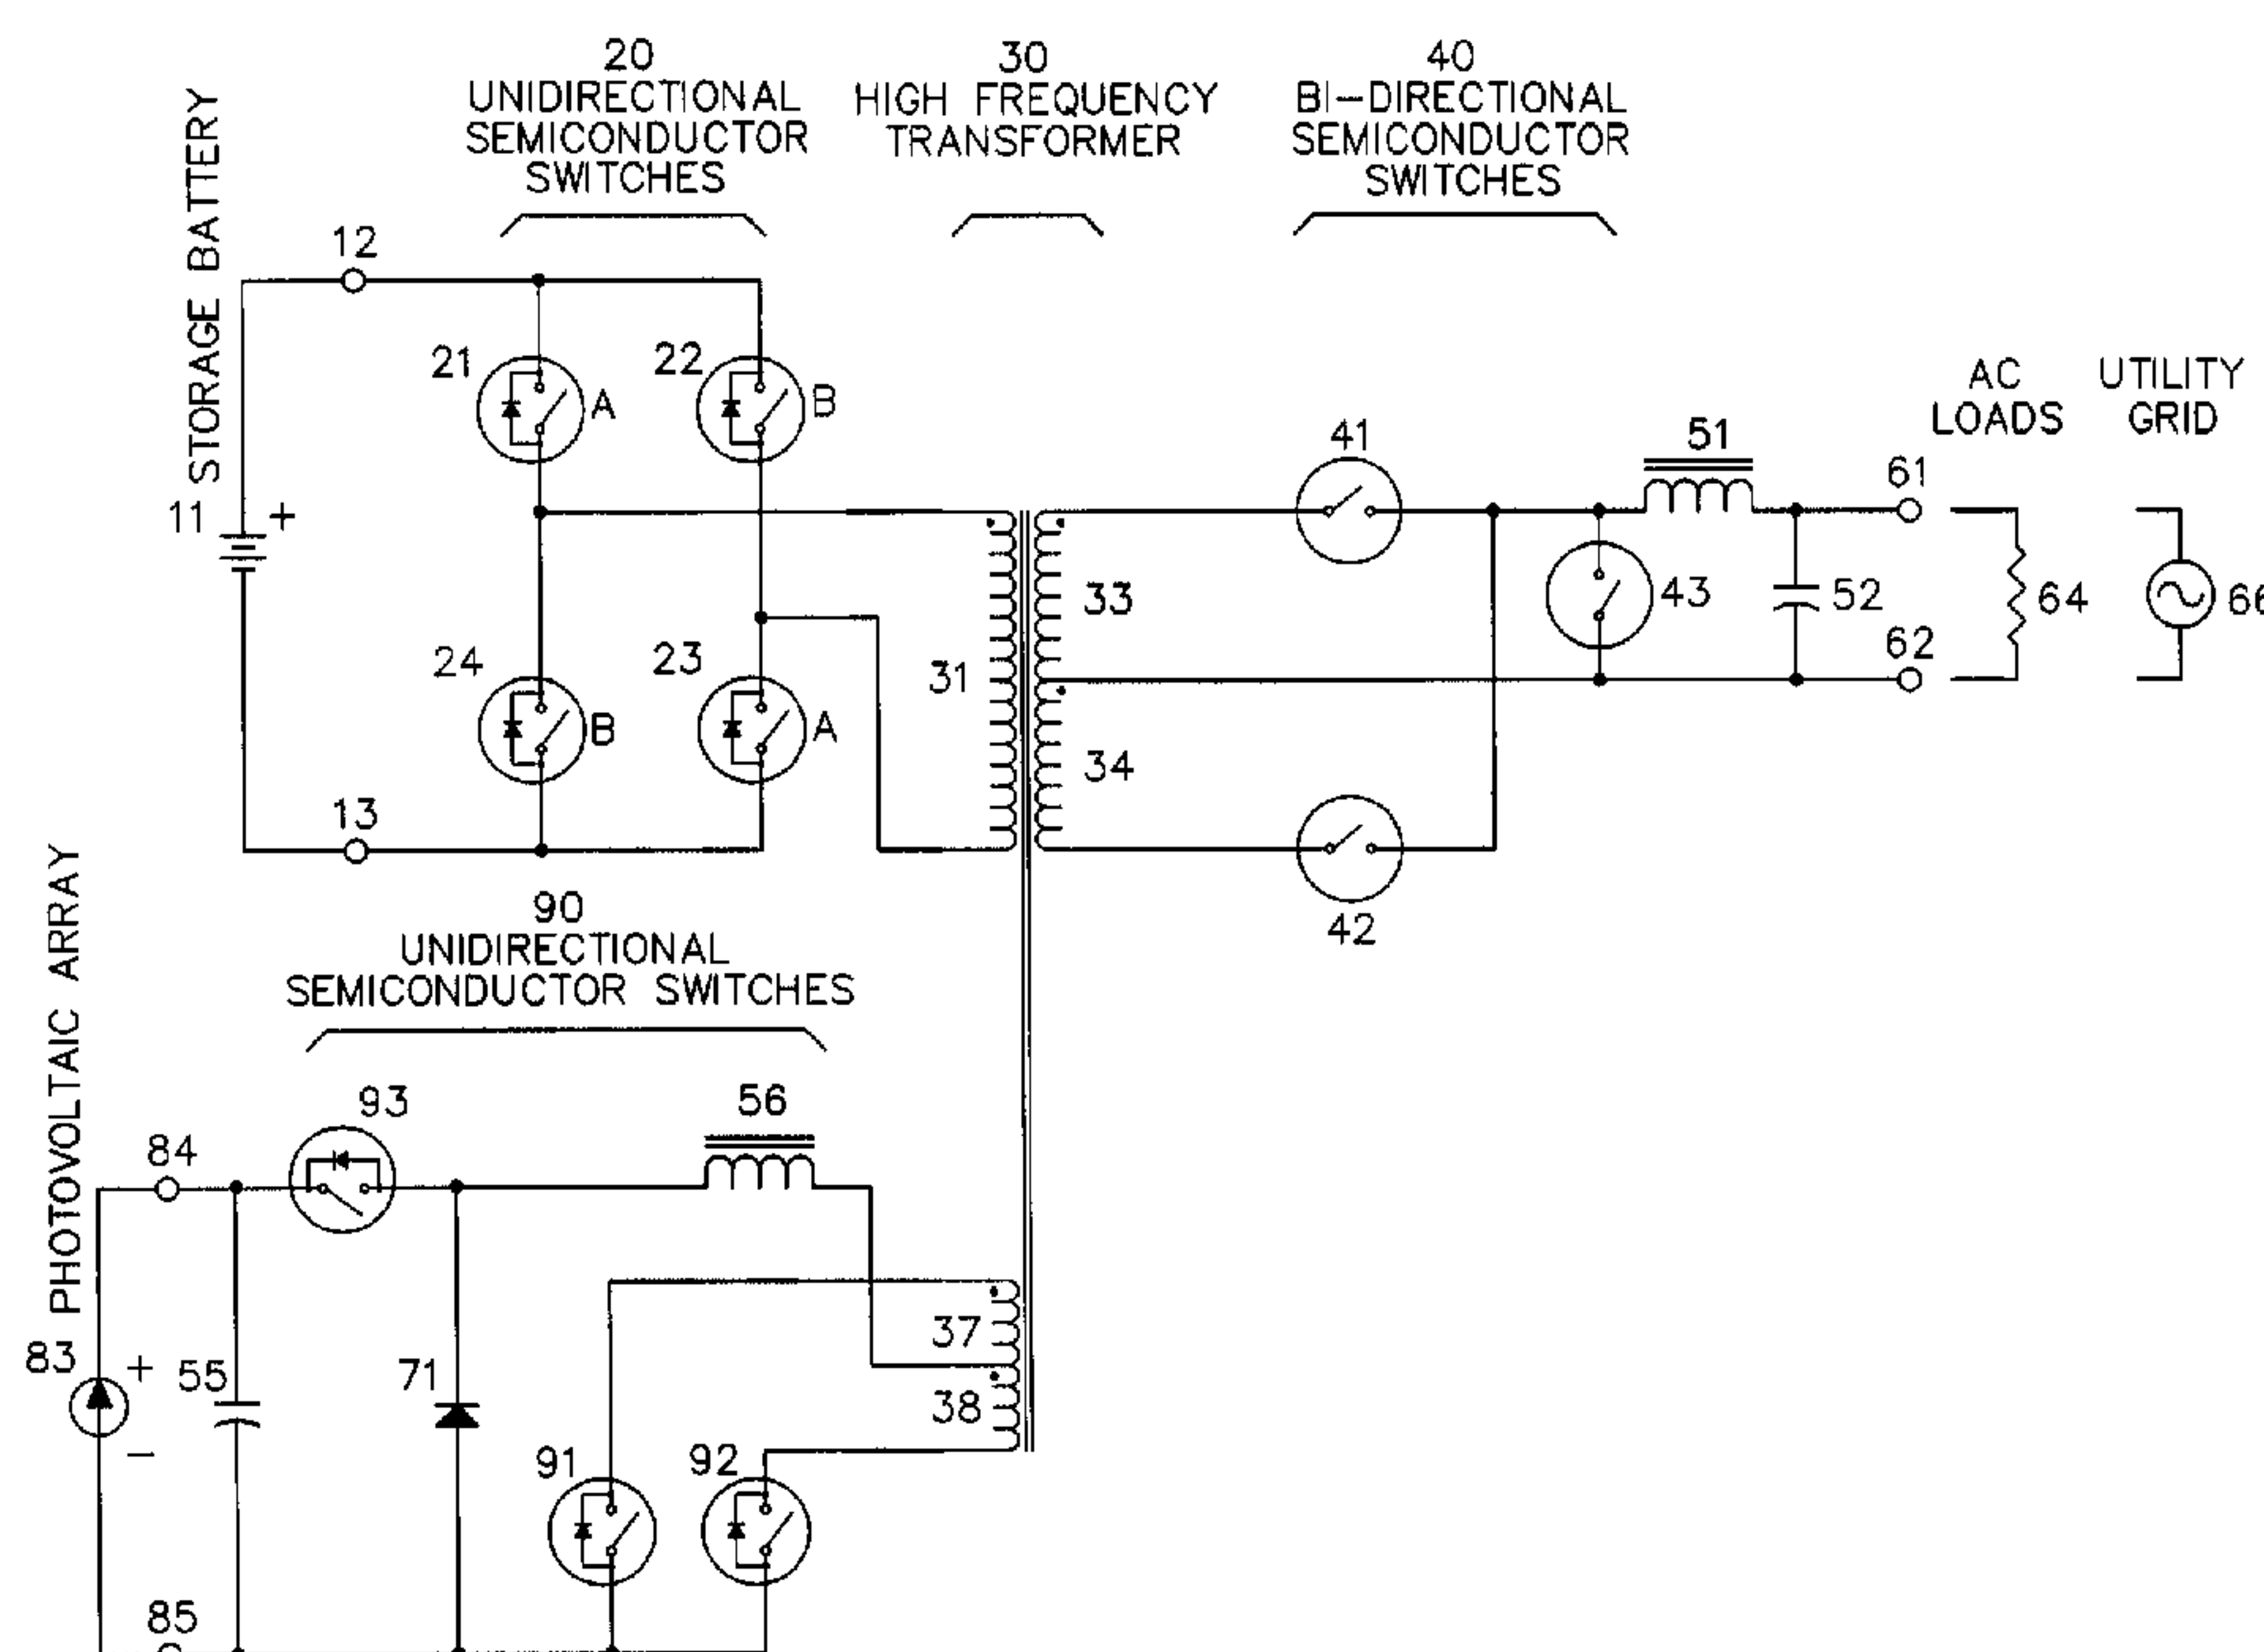 20
UNIDIRECTIONAL
SEMICONDUCTOR
SWITCHES
30
HIGH FREQUENCY
TRANSFORMER
40
BI-DIRECTIONAL
SEMICONDUCTOR
SWITCHES
STORAGE BATTERY
12
21
A
22
B
11
+
24
B
23
A
13
31
33
34
41
42
43
51
52
61
62
AC
LOADS
64
UTILITY
GRID
66
90
UNIDIRECTIONAL
SEMICONDUCTOR SWITCHES
PHOTOVOLTAIC ARRAY
84
93
56
83
+
−
55
71
37
38
91
92
85